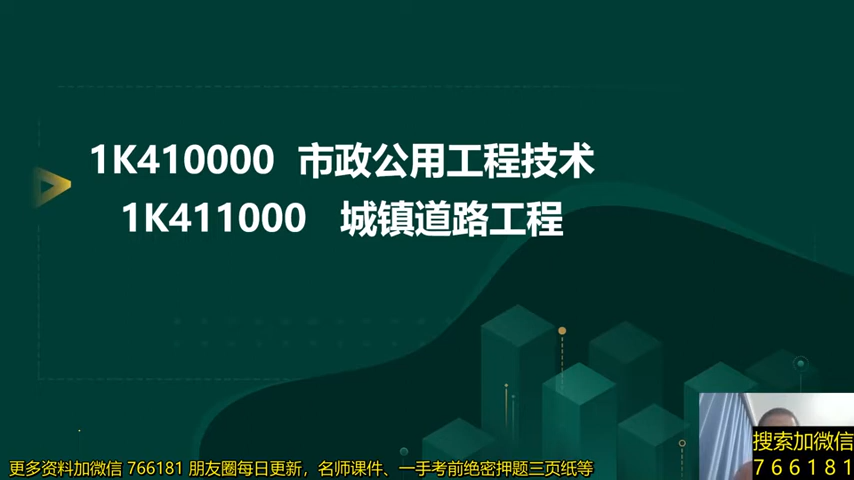 1K410000 市政公用工程技术
1K411000 城镇道路工程
搜索加微信
766181
更多资料加微信 766181 朋友圈每日更新，名师课件、一手考前绝密押题三页纸等